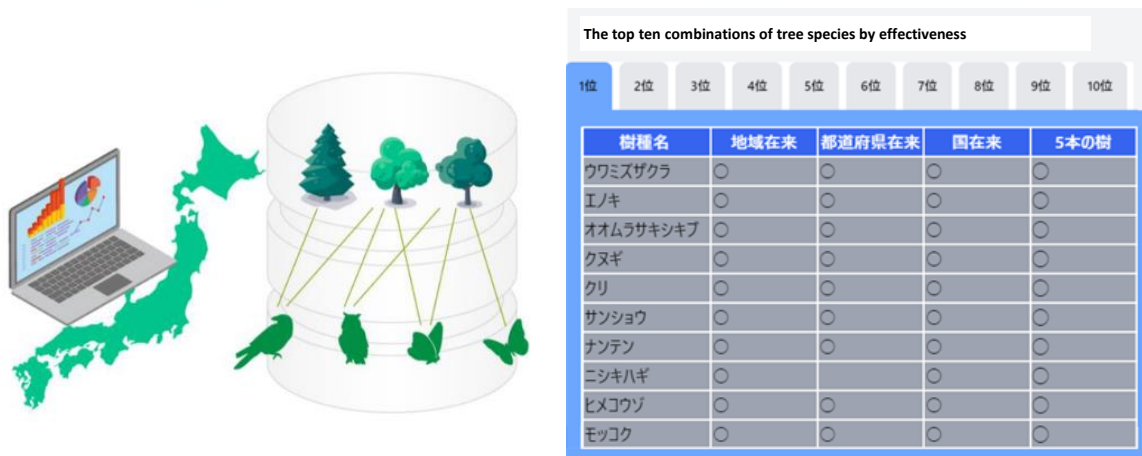 The top ten combinations of tree species by effectiveness
1位 2位 3位 4位 5位 6位 7位 8位 9位 10位
樹種名 地域在来 都道府県在来 国在来 5本の樹
ウワミズザクラ ○ ○ ○ ○
エノキ ○ ○ ○ ○
オオムラサキシキブ ○ ○ ○ ○
クヌギ ○ ○ ○ ○
クリ ○ ○ ○ ○
サンショウ ○ ○ ○ ○
ナンテン ○ ○ ○ ○
ニシキハギ ○ ○ ○
ヒメコウゾ ○ ○ ○ ○
モッコク ○ ○ ○ ○